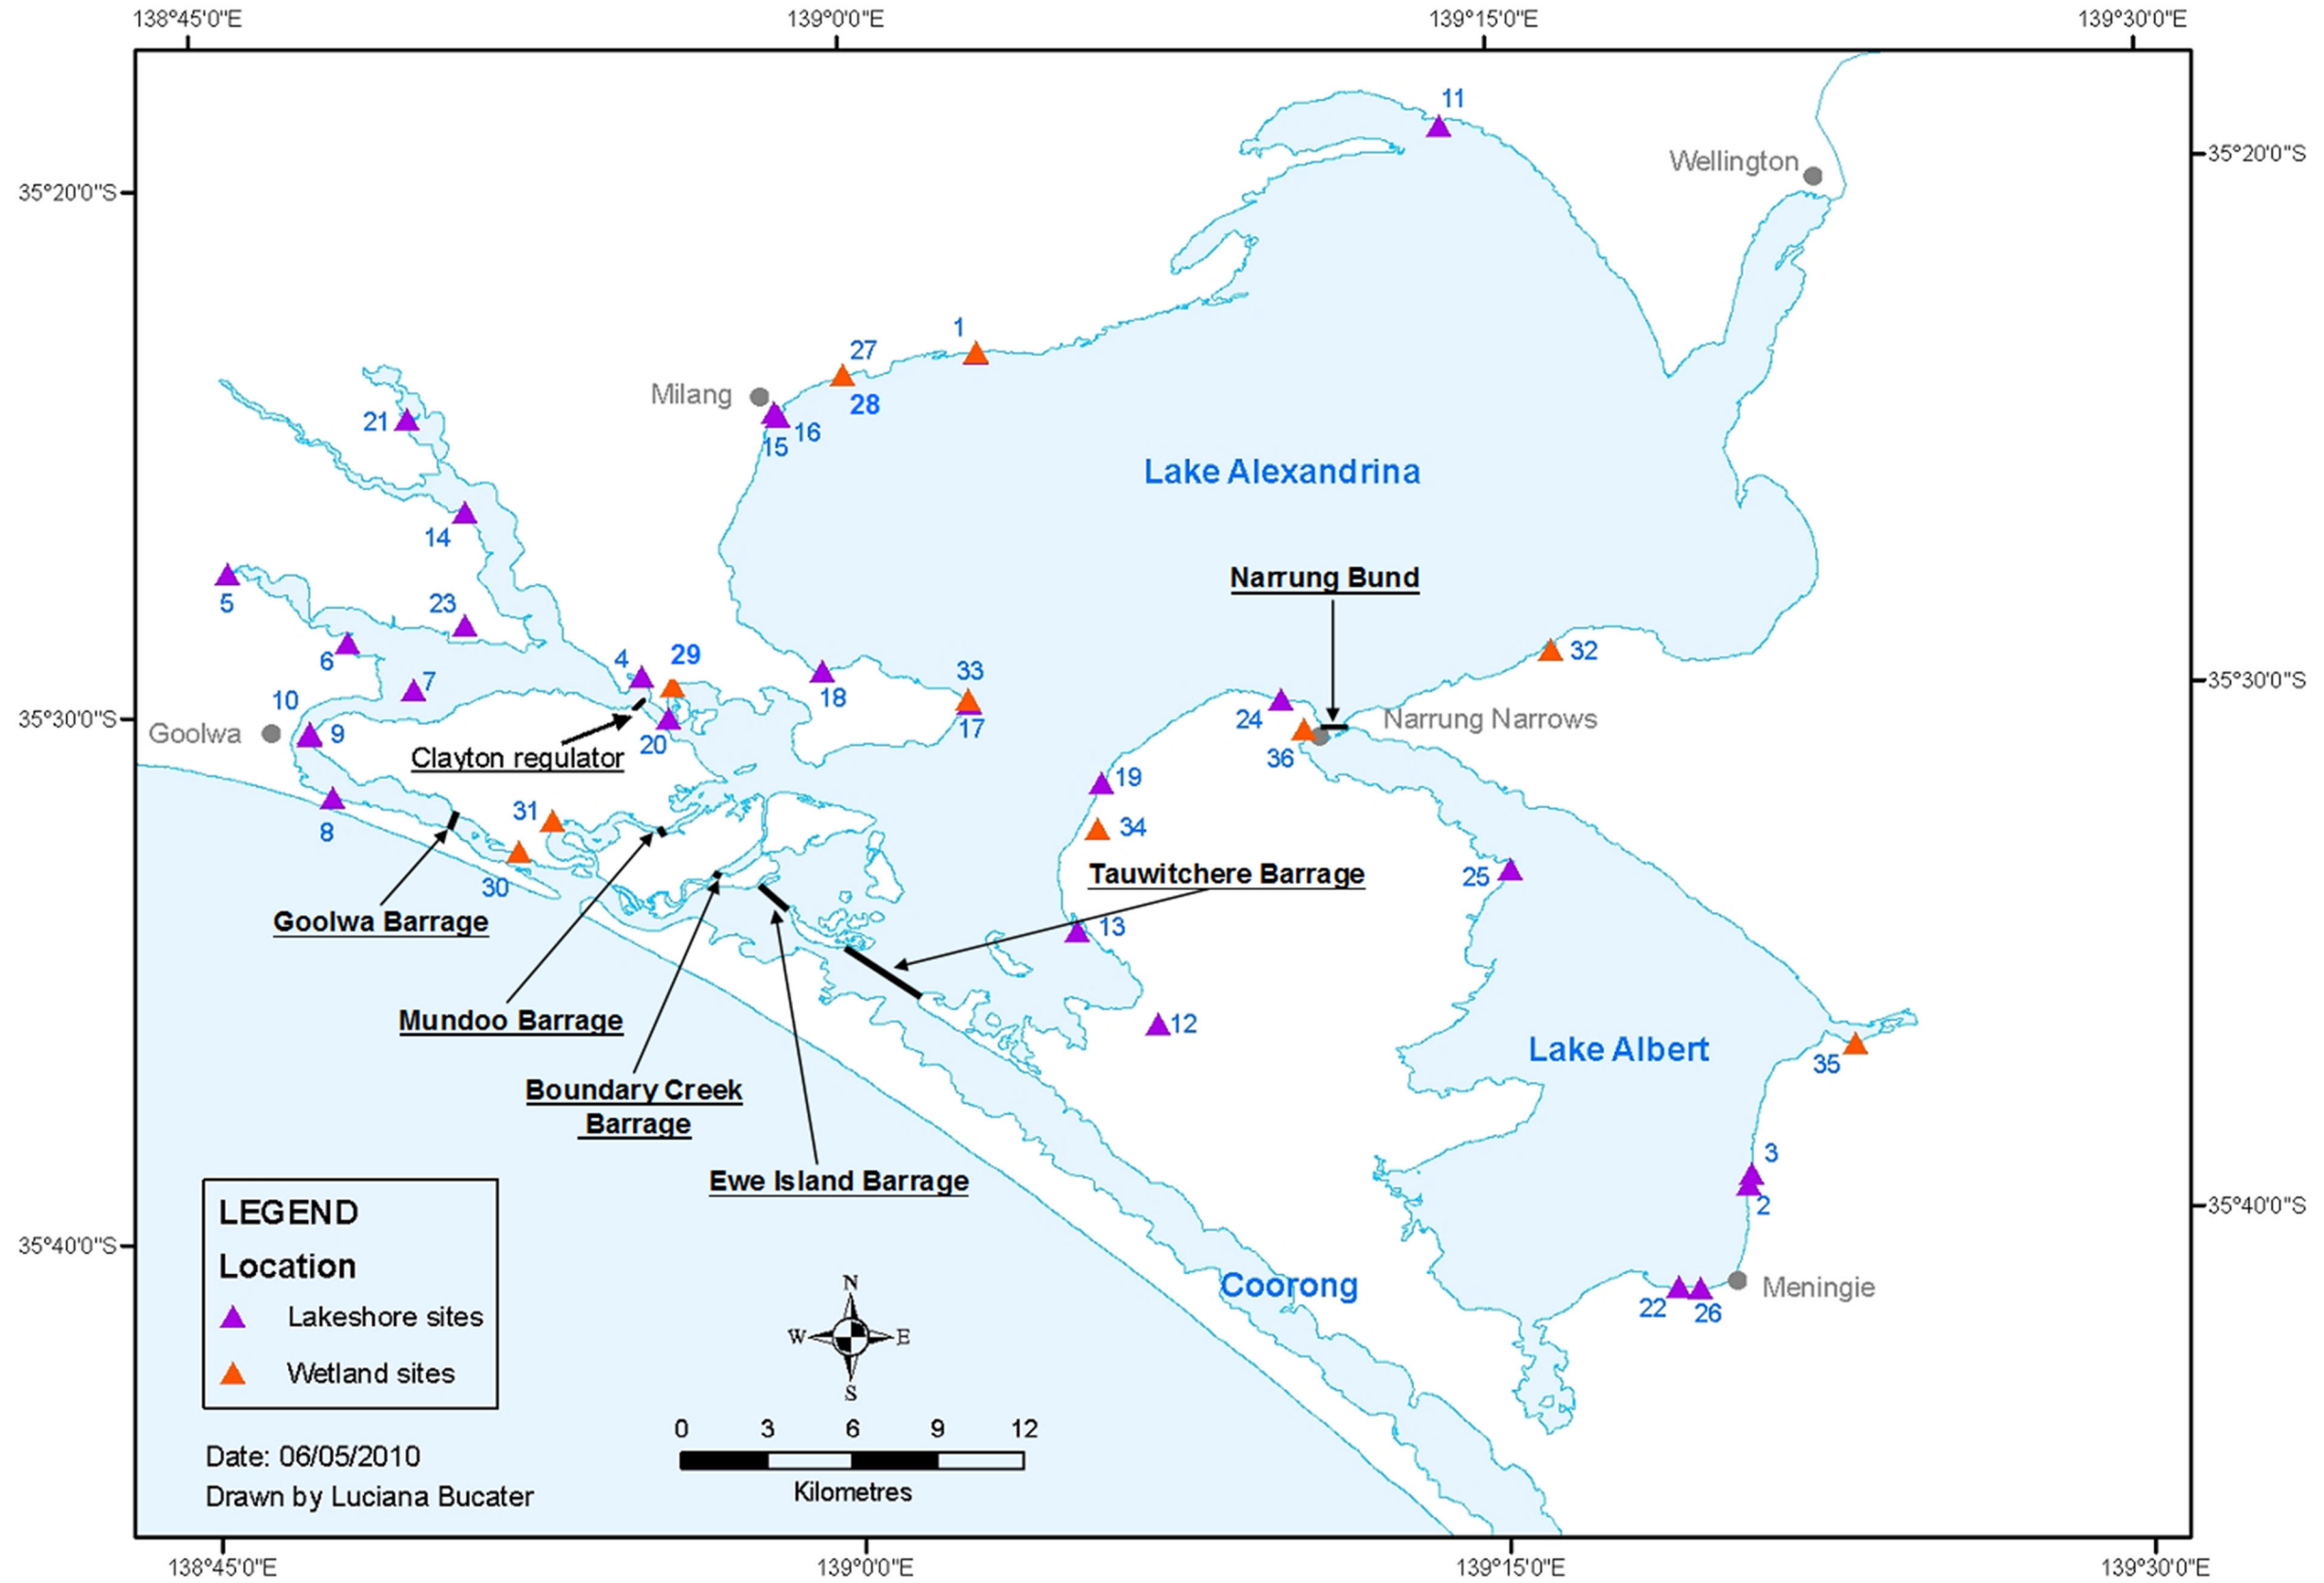 138°45'0"E
139°0'0"E
139°15'0"E
139°30'0"E
11
Wellington
35°20'0"S
35°20'0"S
1
27
Milang
28
21
16
15
Lake Alexandrina
14
Narrung Bund
5
23
4
29
6
7
33
32
18
35°30'0"S
10
24
Narrung Narrows
35°30'0"S
Goolwa
9
17
20
Clayton regulator
36
19
31
34
8
Tauwitchere Barrage
25
30
Goolwa Barrage
13
Mundoo Barrage
12
Lake Albert
35
Boundary Creek
Barrage
3
Ewe Island Barrage
2
35°40'0"S
35°40'0"S
LEGEND
Location
Lakeshore sites
Wetland sites
Coorong
Meningie
22
26
N
W
E
S
0
3
6
9
12
Kilometres
Date: 06/05/2010
Drawn by Luciana Bucater
138°45'0"E
139°0'0"E
139°15'0"E
139°30'0"E